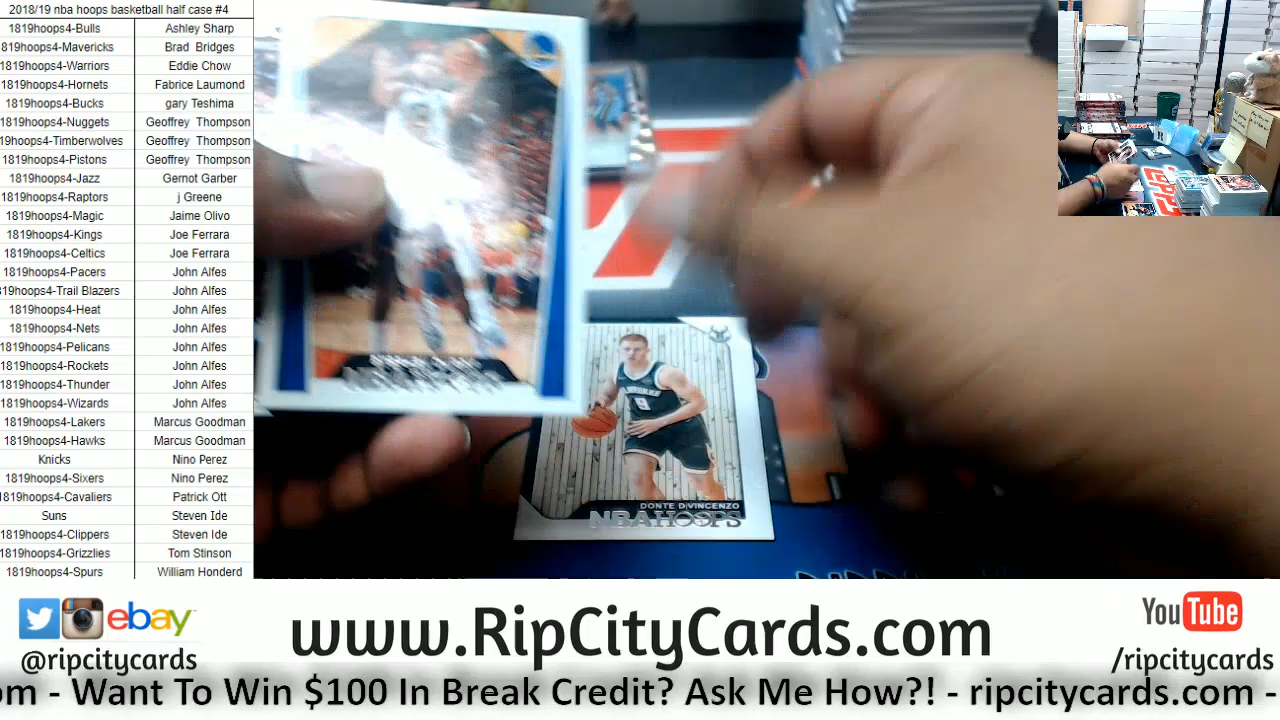 2018/19 nba hoops basketball half case #4
1819hoops4-Bulls Ashley Sharp
819hoops4-Mavericks Brad Bridges
1819hoops4-Warriors Eddie Chow
1819hoops4-Hornets Fabrice Laumond
1819hoops4-Bucks gary Teshima
1819hoops4-Nuggets Geoffrey Thompson
19hoops4-Timberwolves Geoffrey Thompson
1819hoops4-Pistons Geoffrey Thompson
1819hoops4-Jazz Gernot Garber
1819hoops4-Raptors j Greene
1819hoops4-Magic Jaime Olivo
1819hoops4-Kings Joe Ferrara
1819hoops4-Celtics Joe Ferrara
1819hoops4-Pacers John Alfes
19hoops4-Trail Blazers John Alfes
1819hoops4-Heat John Alfes
1819hoops4-Nets John Alfes
1819hoops4-Pelicans John Alfes
1819hoops4-Rockets John Alfes
1819hoops4-Thunder John Alfes
1819hoops4-Wizards John Alfes
1819hoops4-Lakers Marcus Goodman
1819hoops4-Hawks Marcus Goodman
Knicks Nino Perez
1819hoops4-Sixers Nino Perez
1819hoops4-Cavaliers Patrick Ott
Suns Steven Ide
1819hoops4-Clippers Steven Ide
1819hoops4-Grizzlies Tom Stinson
1819hoops4-Spurs William Honderd
9
DONTE DiVINCENZO
NBA HOOPS
ebay
@ripcitycards
www.RipCityCards.com
YouTube
/ripcitycards
om - Want To Win $100 In Break Credit? Ask Me How?! - ripcitycards.com -